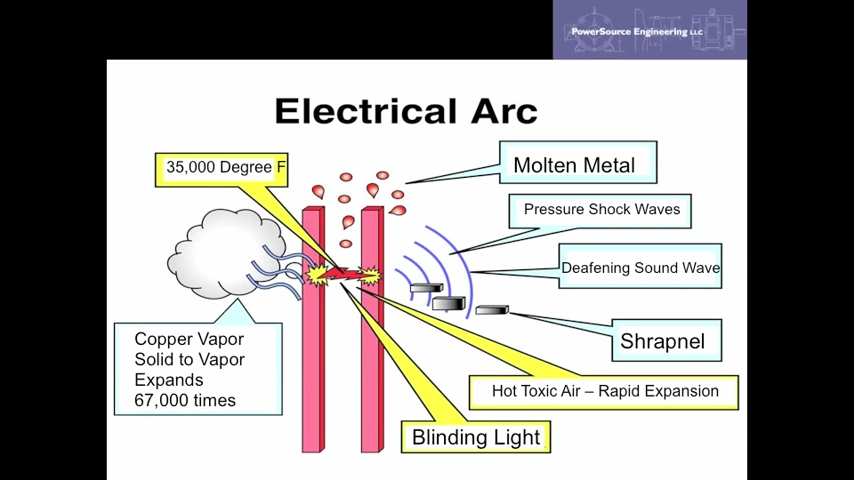 PowerSource Engineering LLC
Electrical Arc
35,000 Degree F
Molten Metal
Pressure Shock Waves
Deafening Sound Wave
Shrapnel
Copper Vapor
Solid to Vapor
Expands
67,000 times
Hot Toxic Air – Rapid Expansion
Blinding Light